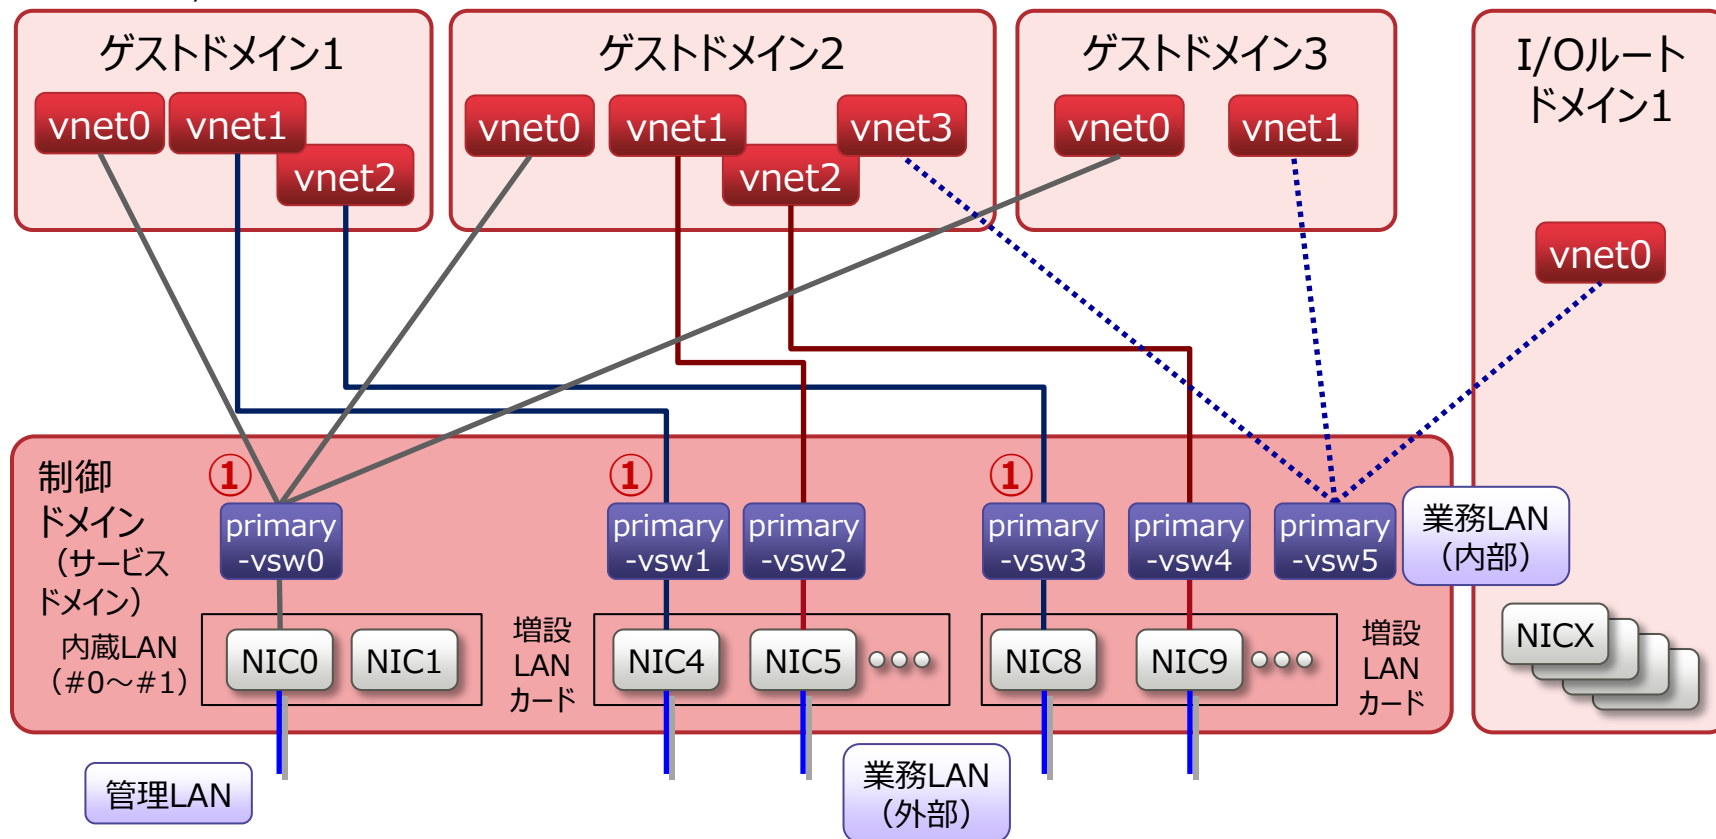 ゲストドメイン1
vnet0
vnet1
vnet2
ゲストドメイン2
vnet0
vnet1
vnet2
vnet3
ゲストドメイン3
vnet0
vnet1
I/Oルート
ドメイン1
vnet0
制御
ドメイン
（サービス
ドメイン）
①
①
①
primary
-vsw0
primary
-vsw1
primary
-vsw2
primary
-vsw3
primary
-vsw4
primary
-vsw5
業務LAN
（内部）
内蔵LAN
（#0～#1）
NIC0
NIC1
増設
LAN
カード
NIC4
NIC5
NIC8
NIC9
増設
LAN
カード
NICX
管理LAN
業務LAN
（外部）